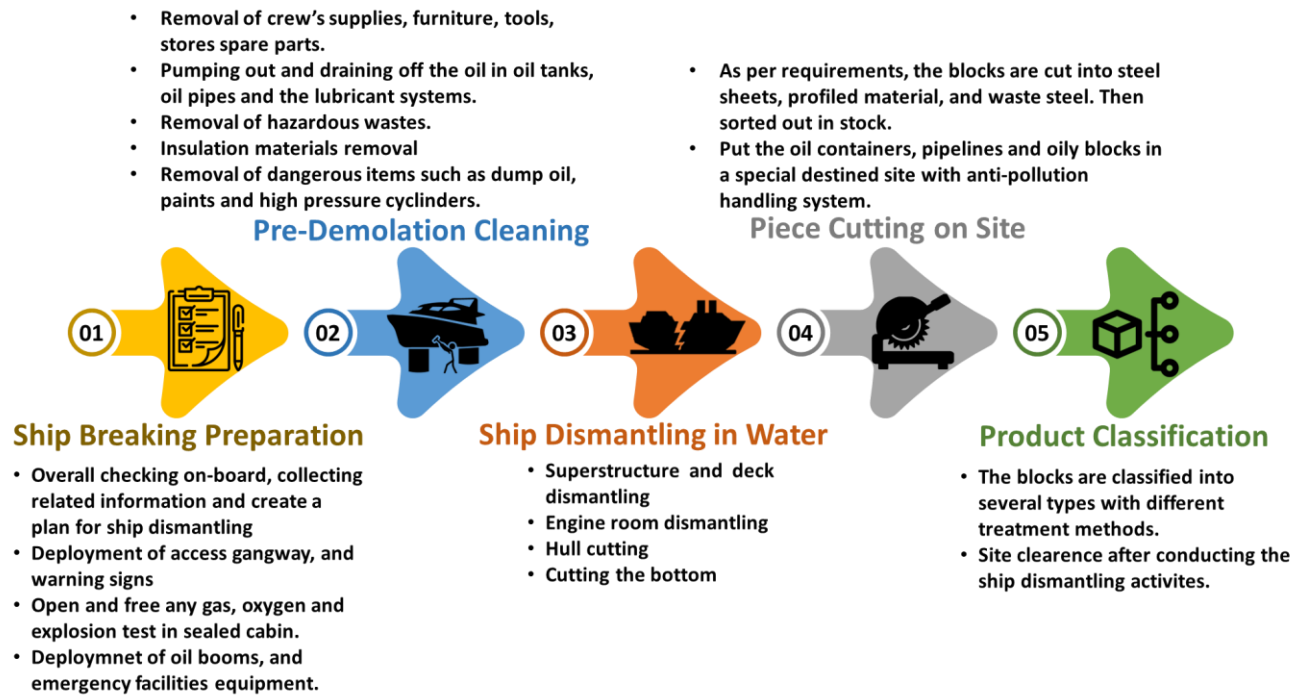 • Removal of crew's supplies, furniture, tools,
stores spare parts.
• Pumping out and draining off the oil in oil tanks,
oil pipes and the lubricant systems.
• Removal of hazardous wastes.
• Insulation materials removal
• Removal of dangerous items such as dump oil,
paints and high pressure cyclinders.
Pre-Demolation Cleaning
• As per requirements, the blocks are cut into steel
sheets, profiled material, and waste steel. Then
sorted out in stock.
• Put the oil containers, pipelines and oily blocks in
a special destined site with anti-pollution
handling system.
Piece Cutting on Site
01
02
03
04
05
Ship Breaking Preparation
• Overall checking on-board, collecting
related information and create a
plan for ship dismantling
• Deployment of access gangway, and
warning signs
• Open and free any gas, oxygen and
explosion test in sealed cabin.
• Deploymnet of oil booms, and
emergency facilities equipment.
Ship Dismantling in Water
• Superstructure and deck
dismantling
• Engine room dismantling
• Hull cutting
• Cutting the bottom
Product Classification
• The blocks are classified into
several types with different
treatment methods.
• Site clearence after conducting the
ship dismantling activites.